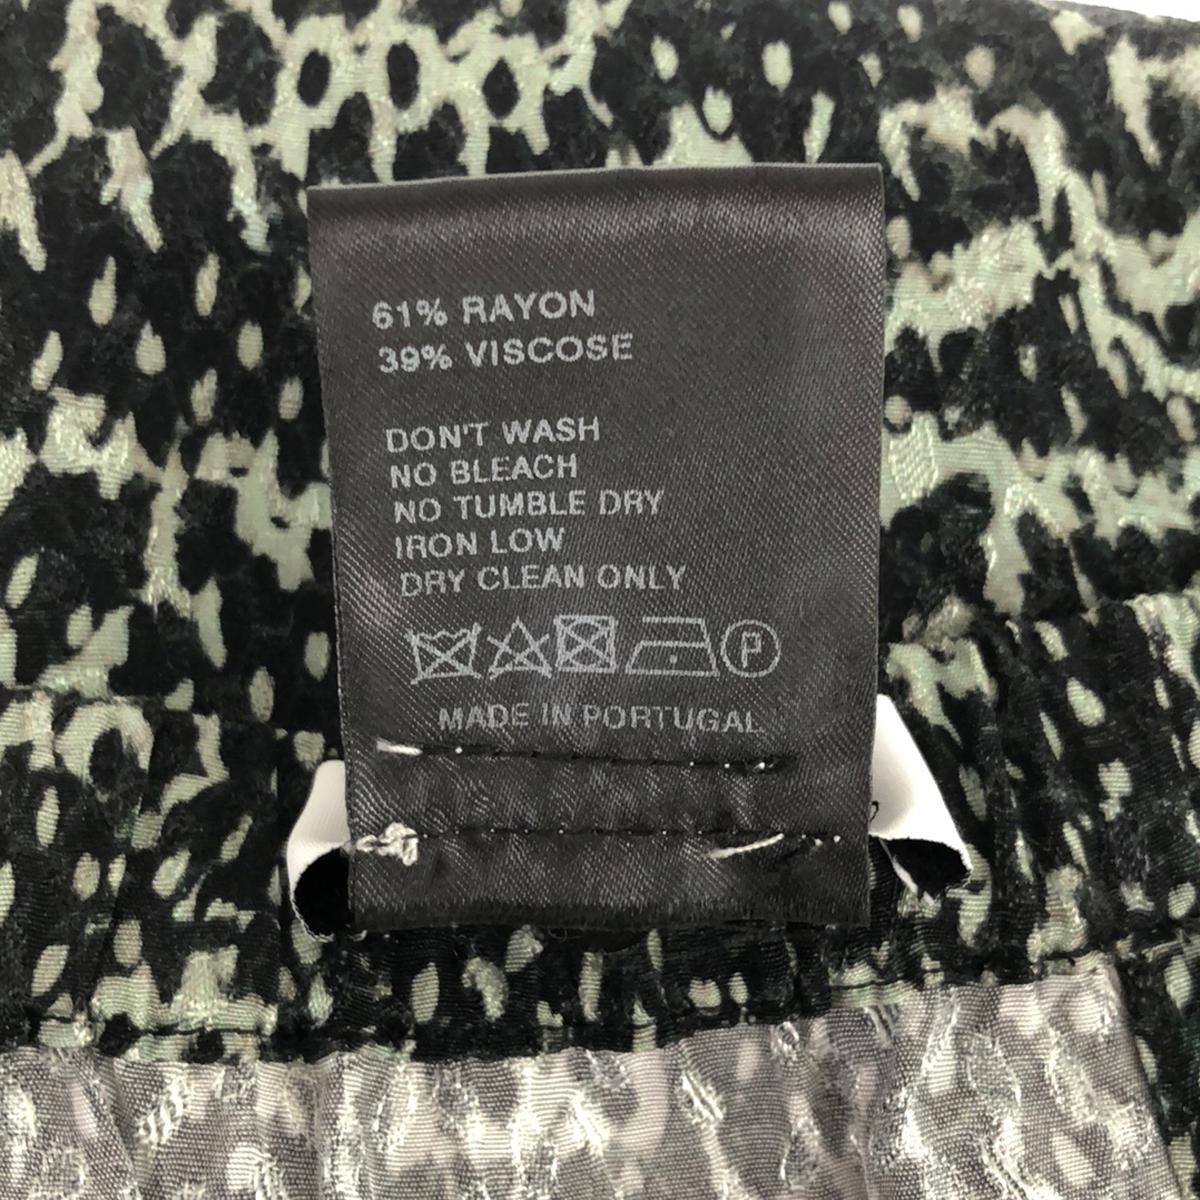 61% RAYON
39% VISCOSE
DON'T WASH
NO BLEACH
NO TUMBLE DRY
IRON LOW
DRY CLEAN ONLY
P
MADE IN PORTUGAL